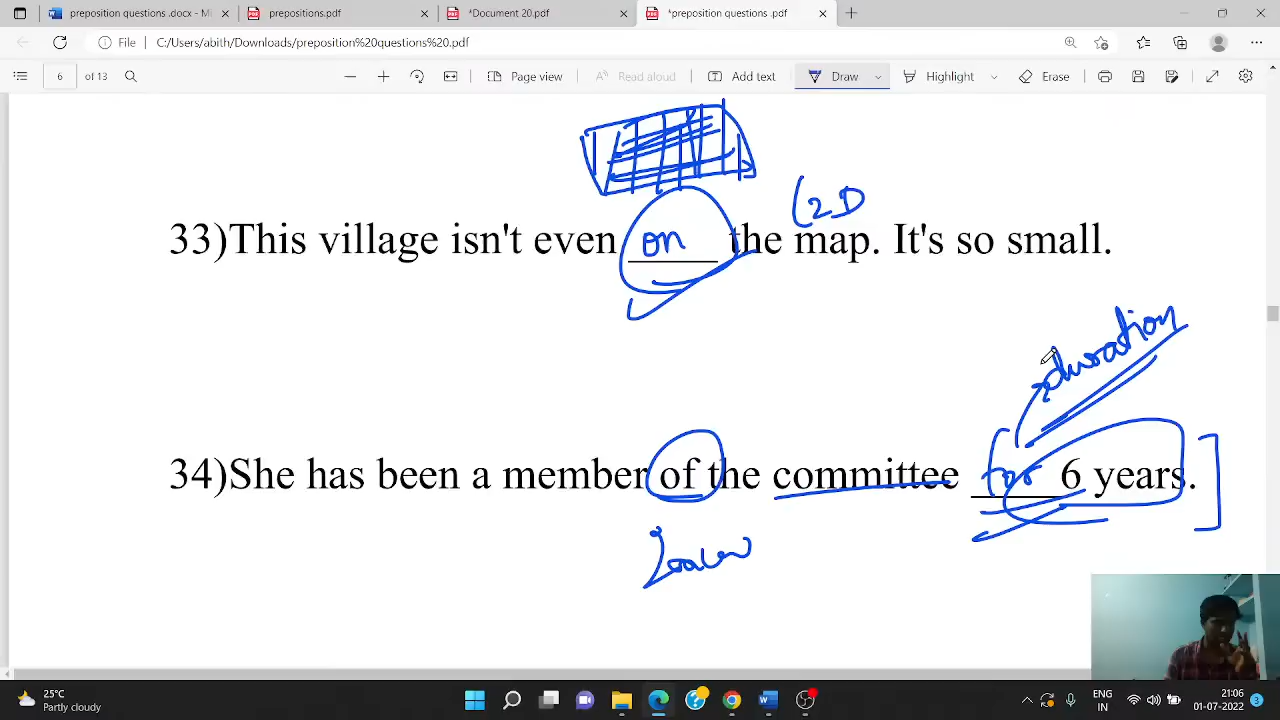 preposition questions .docx - Mi
prepositions.pdf
*Document 20.pdf
*preposition questions .pdf
File
C:/Users/abith/Downloads/preposition%20questions%20.pdf
6 of 13
Page view
Read aloud
Add text
Draw
Highlight
Erase
(2D
33)This village isn't even on the map. It's so small.
duration
34)She has been a member of the committee for 6 years.
25°C
Partly cloudy
ENG
IN
21:06
01-07-2022
3